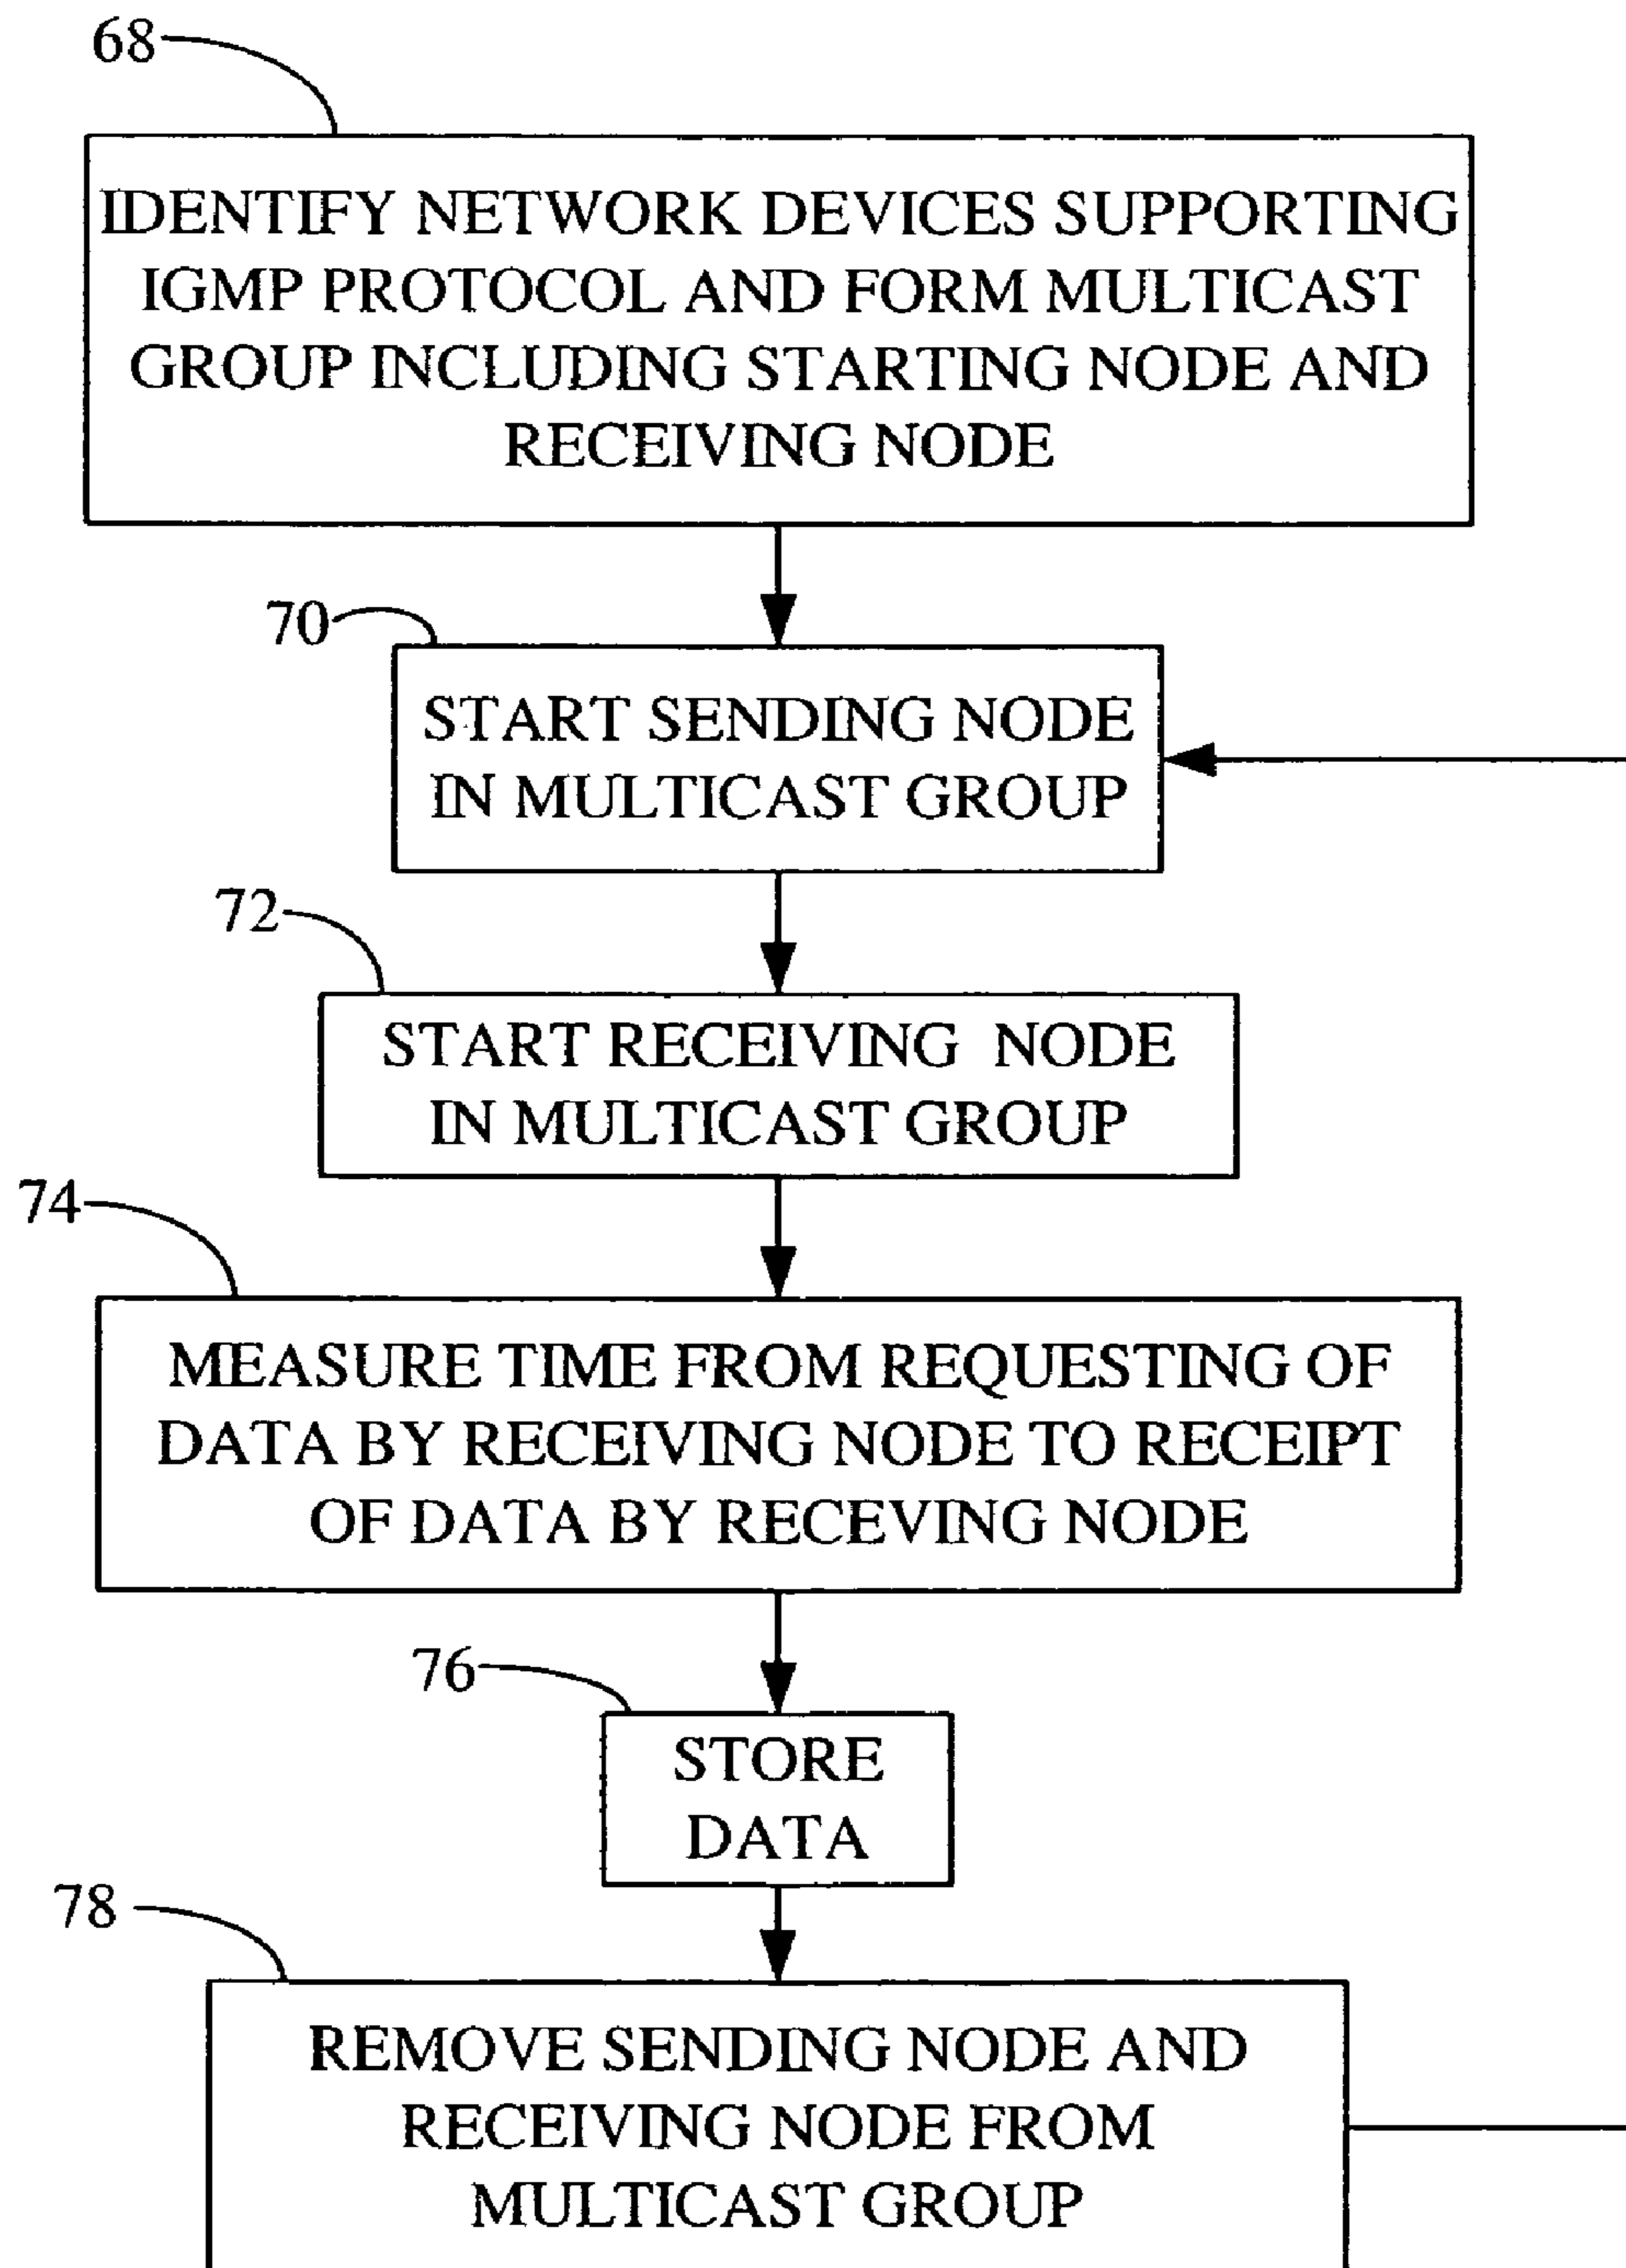 68
IDENTIFY NETWORK DEVICES SUPPORTING
IGMP PROTOCOL AND FORM MULTICAST
GROUP INCLUDING STARTING NODE AND
RECEIVING NODE
70
START SENDING NODE
IN MULTICAST GROUP
72
START RECEIVING NODE
IN MULTICAST GROUP
74
MEASURE TIME FROM REQUESTING OF
DATA BY RECEIVING NODE TO RECEIPT
OF DATA BY RECEVING NODE
76
STORE
DATA
78
REMOVE SENDING NODE AND
RECEIVING NODE FROM
MULTICAST GROUP